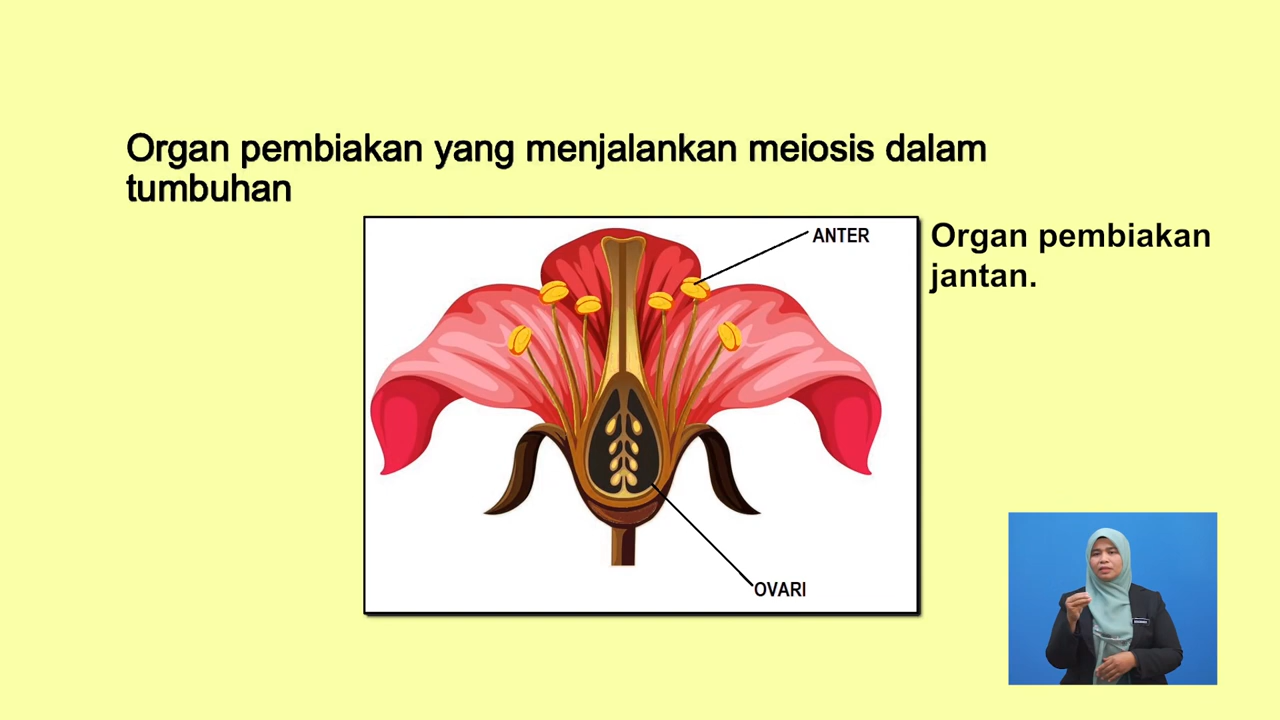 Organ pembiakan yang menjalankan meiosis dalam
tumbuhan
ANTER
Organ pembiakan
jantan.
OVARI